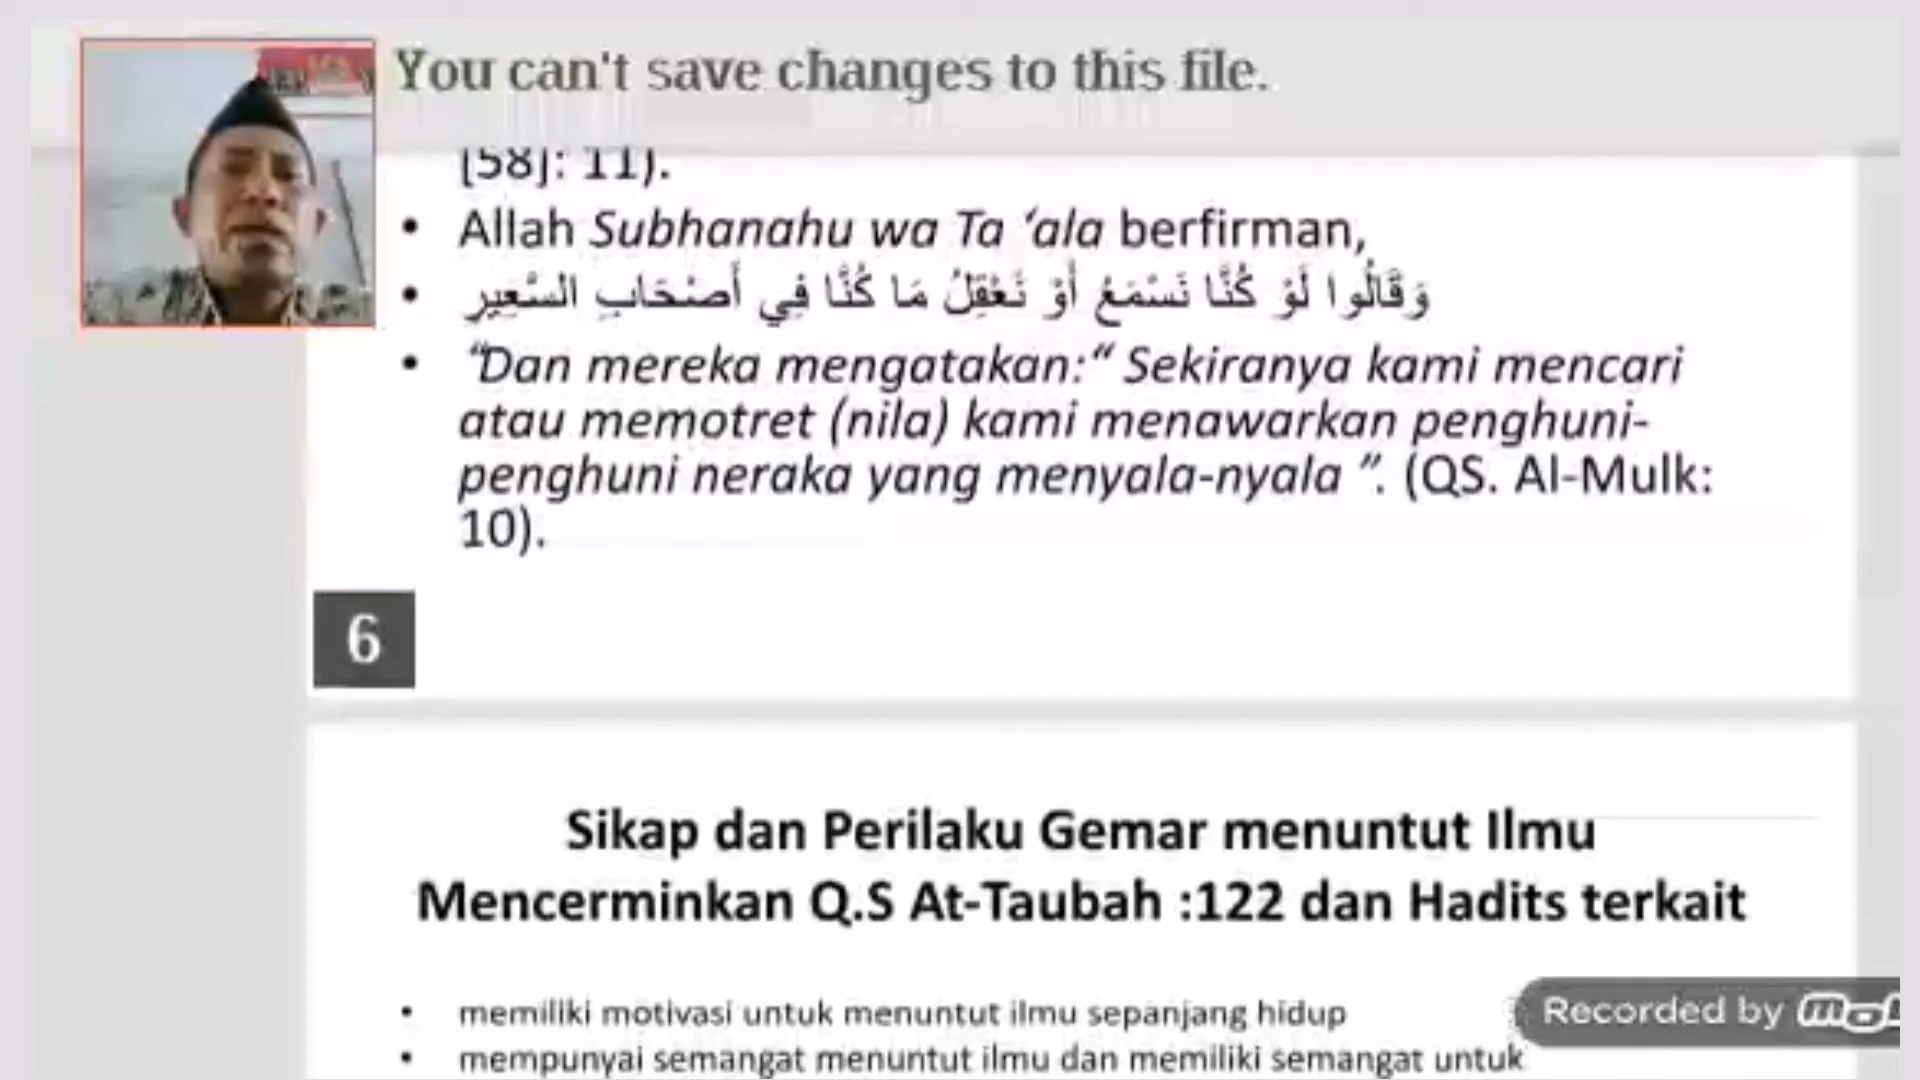 You can't save changes to this file.
[58]: 11).
• Allah Subhanahu wa Ta ‘ala berfirman,
• وَقَالُوا لَوْ كُنَّا نَسْمَعُ أَوْ نَعْقِلُ مَا كُنَّا فِي أَصْحَابِ السَّعِيرِ
• “Dan mereka mengatakan:“ Sekiranya kami mencari
atau memotret (nila) kami menawarkan penghuni-
penghuni neraka yang menyala-nyala ”. (QS. Al-Mulk:
10).
6
Sikap dan Perilaku Gemar menuntut Ilmu
Mencerminkan Q.S At-Taubah :122 dan Hadits terkait
• memiliki motivasi untuk menuntut ilmu sepanjang hidup
• mempunyai semangat menuntut ilmu dan memiliki semangat untuk
Recorded by